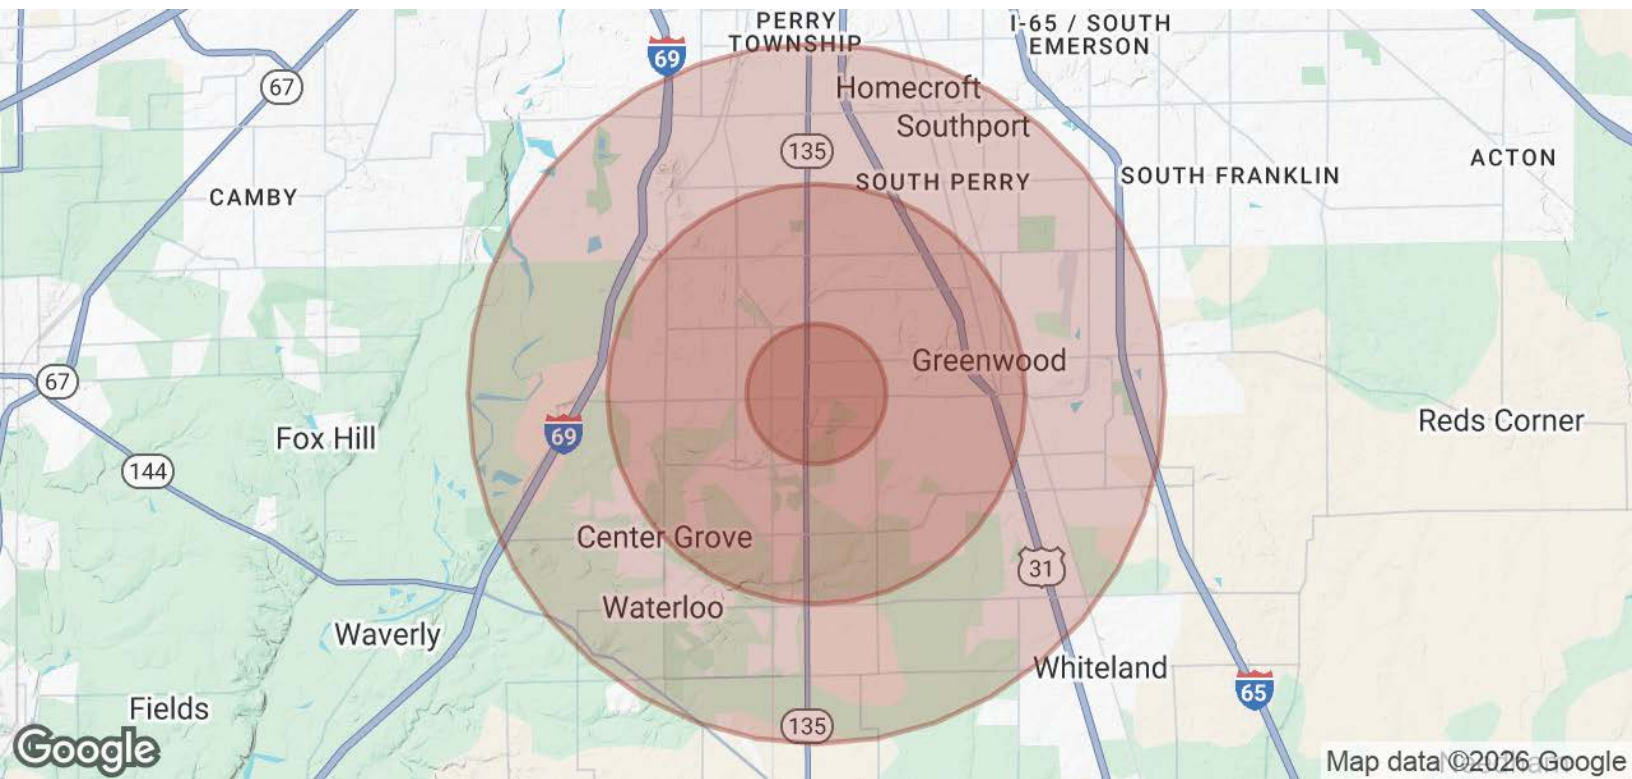 PERRY
TOWNSHIP
I-65 / SOUTH
EMERSON
69
67
Homecroft
Southport
135
ACTON
SOUTH PERRY
SOUTH FRANKLIN
CAMBY
Greenwood
67
Reds Corner
Fox Hill
69
144
Center Grove
31
Waterloo
Waverly
Whiteland
65
Fields
135
Google
Map data ©2026 Google